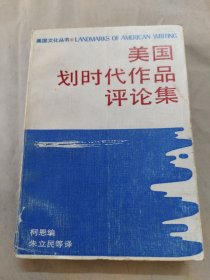 美国文化丛书 LANDMARKS OF AMERICAN WRITING
美国
划时代作品
评论集
柯恩编
朱立民等译